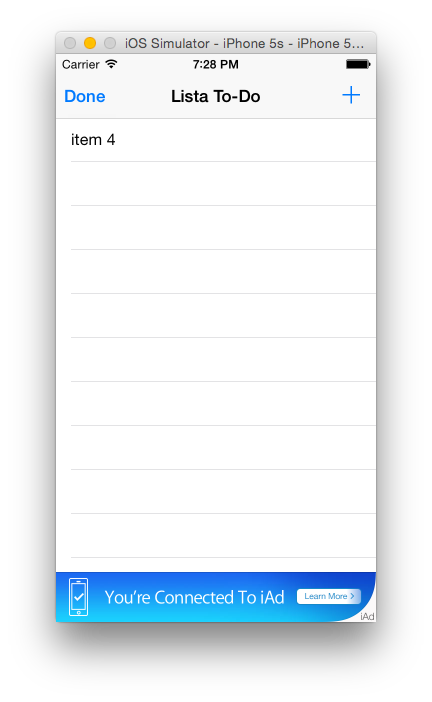 iOS Simulator - iPhone 5s - iPhone 5...
Carrier 7:28 PM
Done Lista To-Do +
item 4
You're Connected To iAd Learn More >
iAd